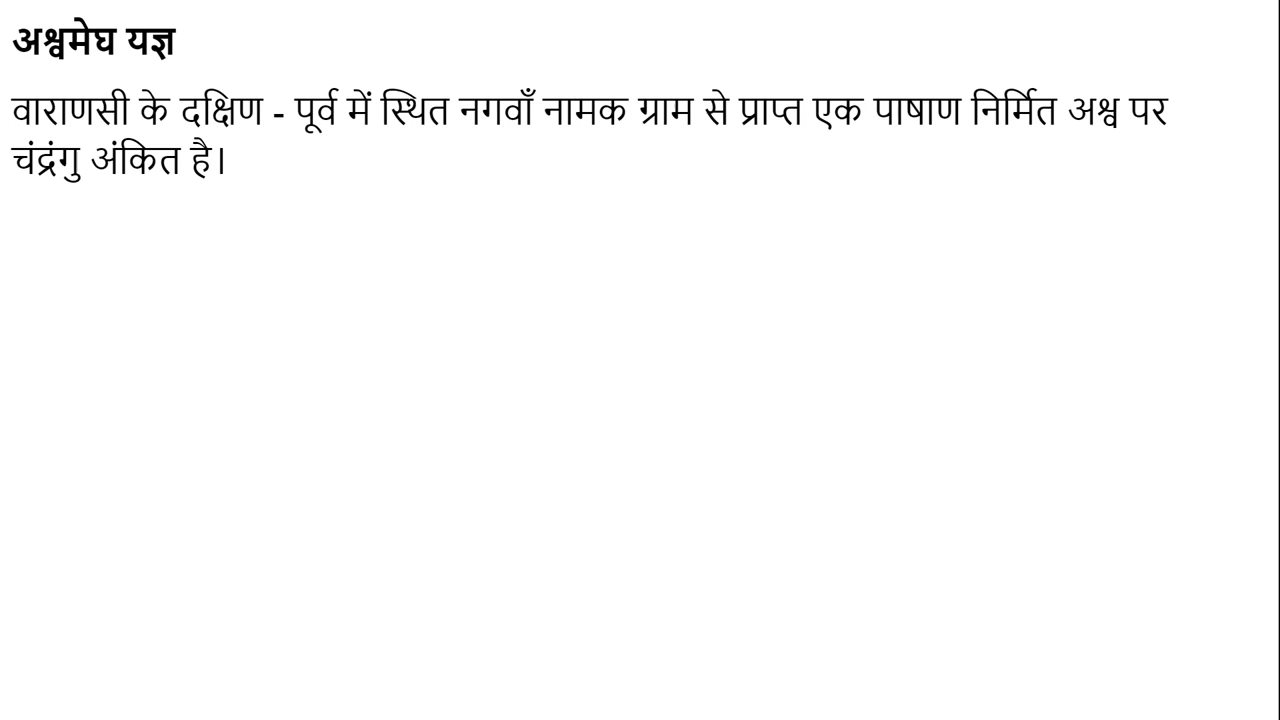 अश्वमेघ यज्ञ
वाराणसी के दक्षिण - पूर्व में स्थित नगवाँ नामक ग्राम से प्राप्त एक पाषाण निर्मित अश्व पर
चंद्रंगु अंकित है।